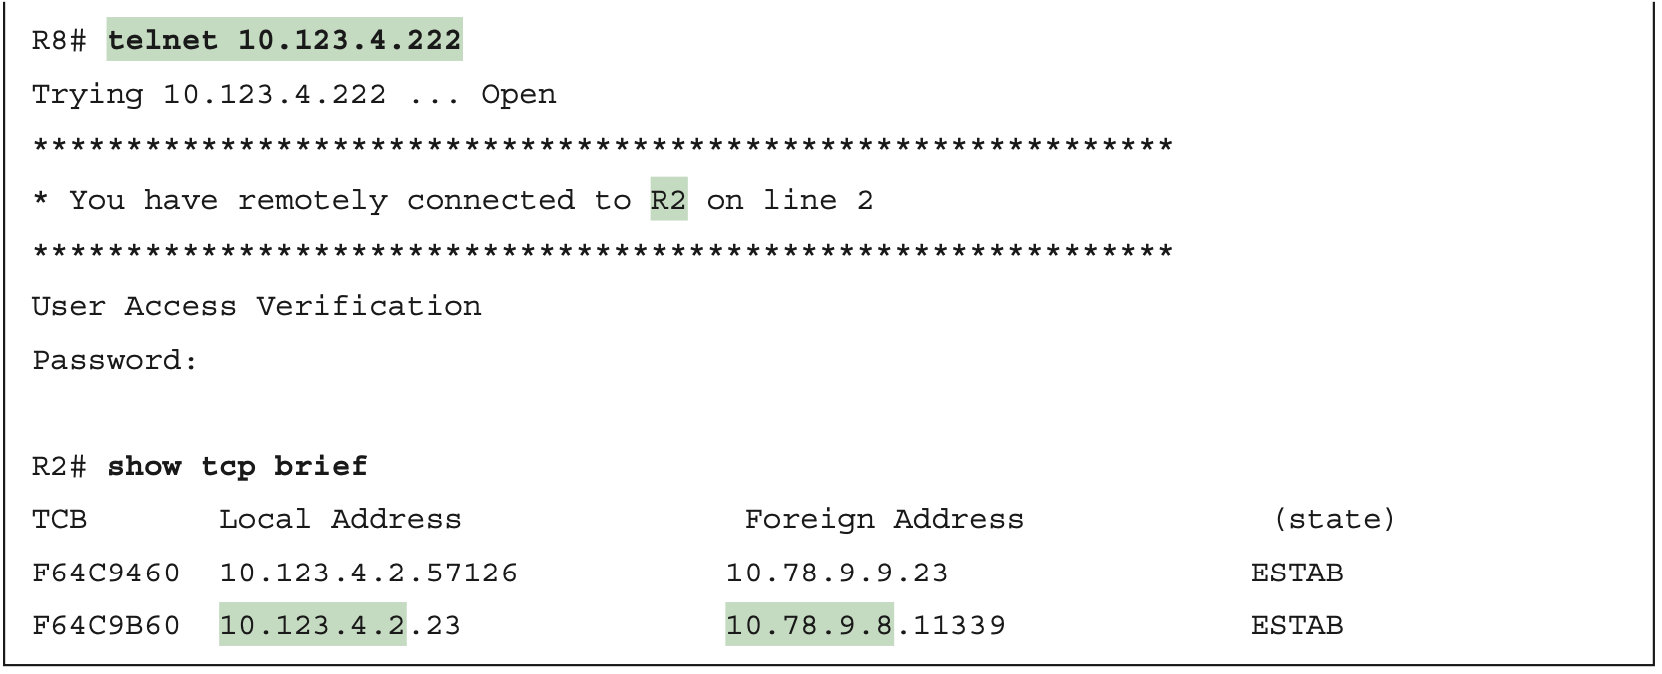 R8# telnet 10.123.4.222
Trying 10.123.4.222 ... Open
*************************************************************
* You have remotely connected to R2 on line 2
*************************************************************
User Access Verification
Password:
R2# show tcp brief
TCB       Local Address               Foreign Address             (state)
F64C9460  10.123.4.2.57126           10.78.9.9.23                ESTAB
F64C9B60  10.123.4.2.23              10.78.9.8.11339             ESTAB